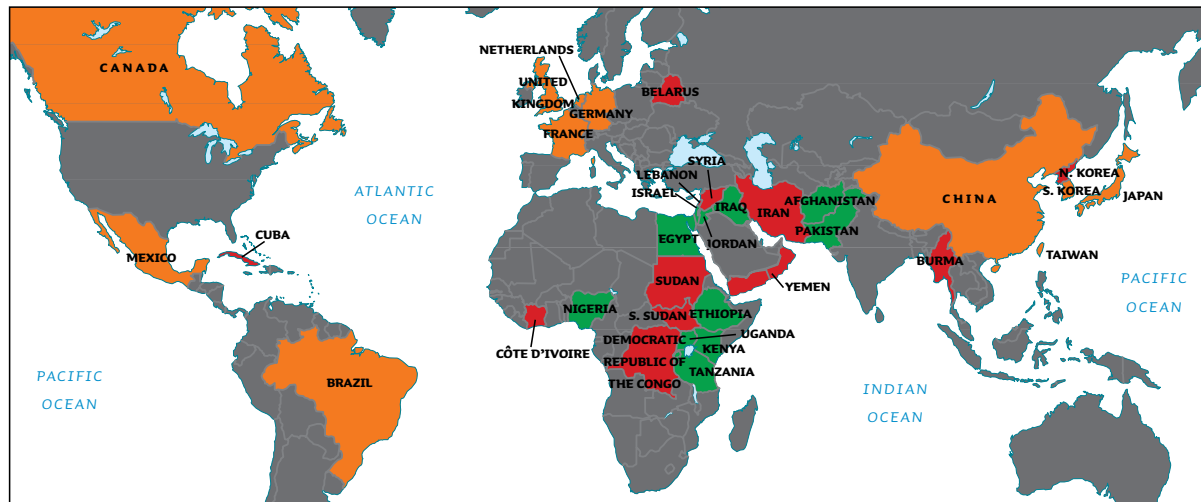 CANADA
NETHERLANDS
UNITED
KINGDOM
GERMANY
FRANCE
BELARUS
SYRIA
LEBANON
ISRAEL
IRAQ
IRAN
AFGHANISTAN
PAKISTAN
JORDAN
EGYPT
CHINA
N. KOREA
S. KOREA
JAPAN
TAIWAN
BURMA
ATLANTIC
OCEAN
CUBA
MEXICO
SUDAN
YEMEN
NIGERIA
S. SUDAN
ETHIOPIA
UGANDA
CÔTE D'IVOIRE
DEMOCRATIC
REPUBLIC OF
THE CONGO
KENYA
TANZANIA
BRAZIL
PACIFIC
OCEAN
INDIAN
OCEAN
PACIFIC
OCEAN